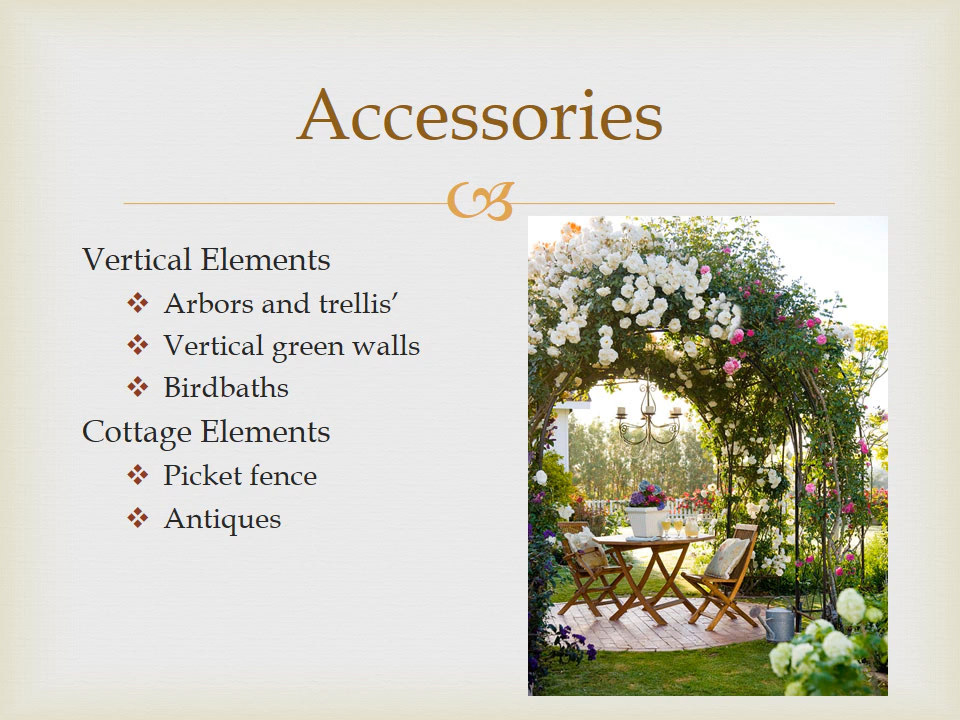 Accessories
Vertical Elements
Arbors and trellis’
Vertical green walls
Birdbaths
Cottage Elements
Picket fence
Antiques